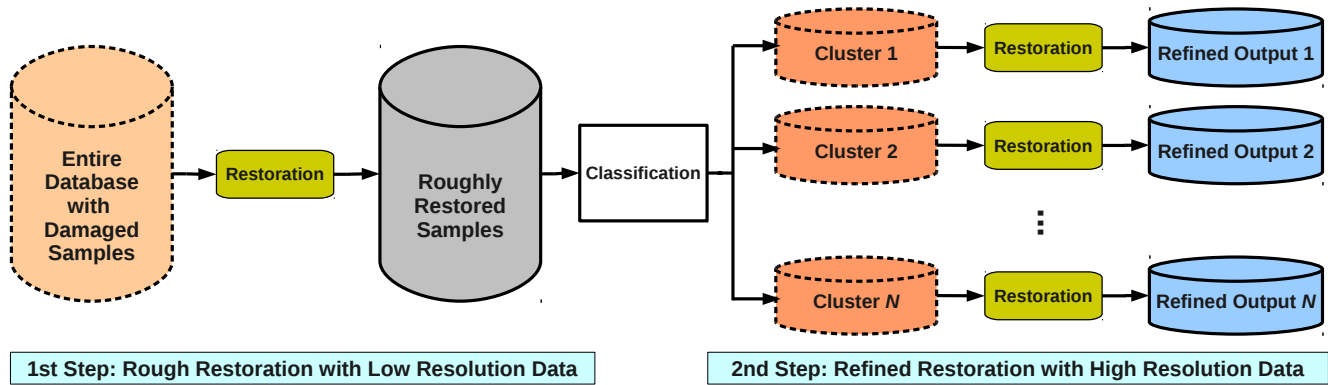 Entire
Database
with
Damaged
Samples
Restoration
Roughly
Restored
Samples
Classification
Cluster 1
Restoration
Refined Output 1
Cluster 2
Restoration
Refined Output 2
...
Cluster N
Restoration
Refined Output N
1st Step: Rough Restoration with Low Resolution Data
2nd Step: Refined Restoration with High Resolution Data